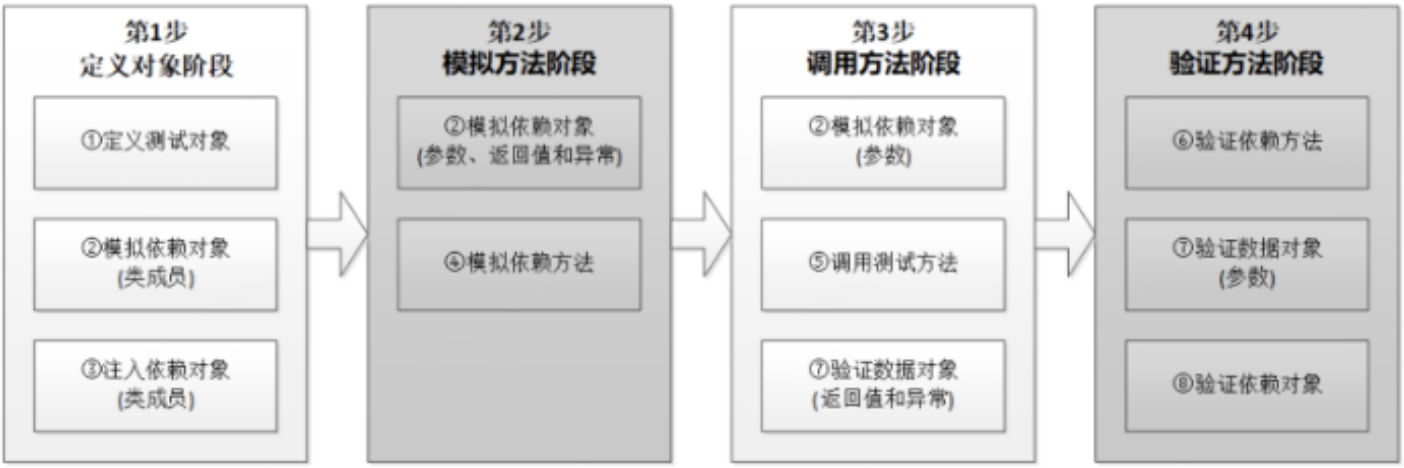 第1步
定义对象阶段
①定义测试对象
②模拟依赖对象
(类成员)
③注入依赖对象
(类成员)
第2步
模拟方法阶段
②模拟依赖对象
(参数、返回值和异常)
④模拟依赖方法
第3步
调用方法阶段
②模拟依赖对象
(参数)
⑤调用测试方法
⑦验证数据对象
(返回值和异常)
第4步
验证方法阶段
⑥验证依赖方法
⑦验证数据对象
(参数)
⑧验证依赖对象